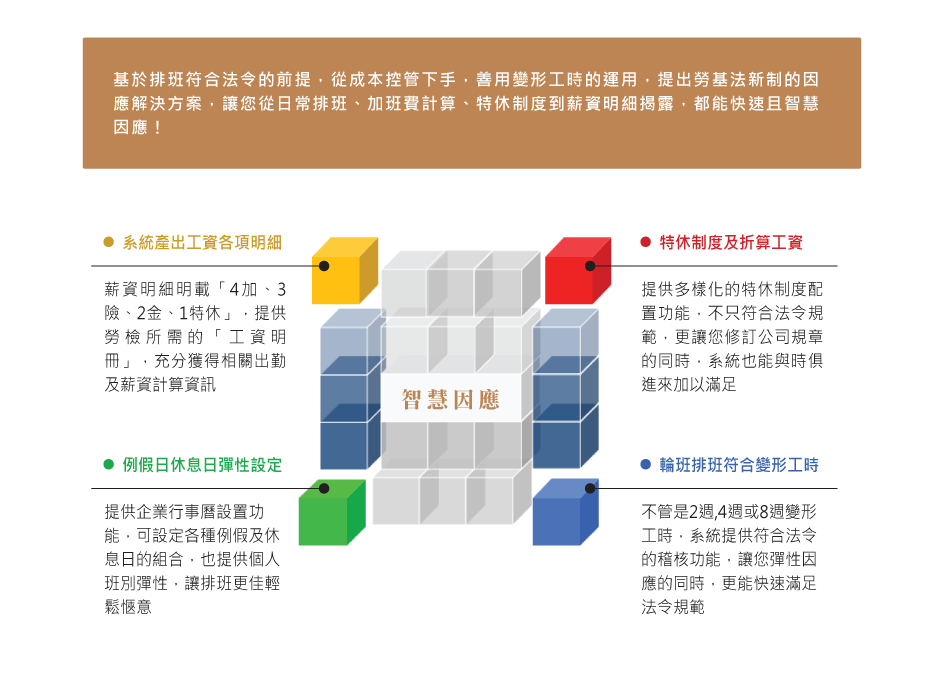 基於排班符合法令的前提，從成本控管下手，善用變形工時的運用，提出勞基法新制的因
應解決方案，讓您從日常排班、加班費計算、特休制度到薪資明細揭露，都能快速且智慧
因應！
系統產出工資各項明細
薪資明細明載「4加、3
險、2金、1特休」，提供
勞檢所需的「工資明
冊」，充分獲得相關出勤
及薪資計算資訊
特休制度及折算工資
提供多樣化的特休制度配
置功能，不只符合法令規
範，更讓您修訂公司規章
的同時，系統也能與時俱
進來加以滿足
智慧因應
例假日休息日彈性設定
提供企業行事曆設置功
能，可設定各種例假及休
息日的組合，也提供個人
班別彈性，讓排班更佳輕
鬆愜意
輪班排班符合變形工時
不管是2週,4週或8週變形
工時，系統提供符合法令
的稽核功能，讓您彈性因
應的同時，更能快速滿足
法令規範